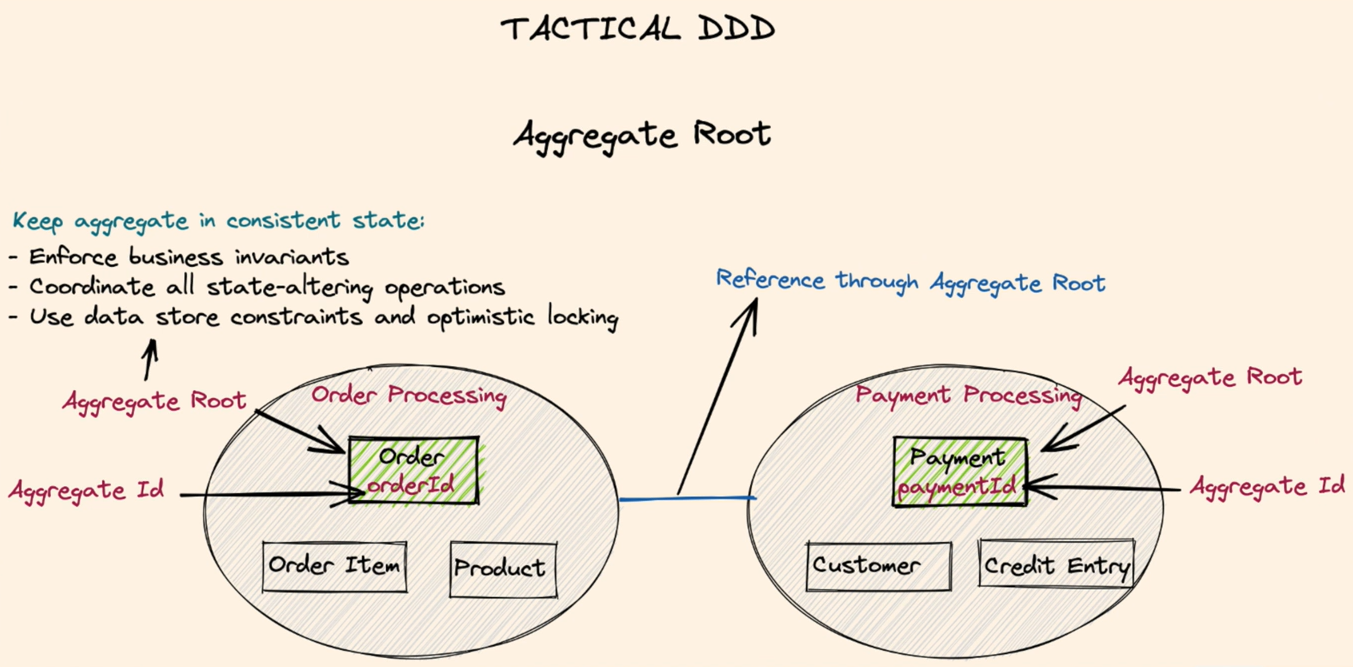 TACTICAL DDD
Aggregate Root
Keep aggregate in consistent state:
- Enforce business invariants
- Coordinate all state-altering operations
- Use data store constraints and optimistic locking
Reference through Aggregate Root
Aggregate Root
Order Processing
Order
orderId
Aggregate Id
Order Item
Product
Payment Processing
Aggregate Root
Payment
paymentId
Aggregate Id
Customer
Credit Entry